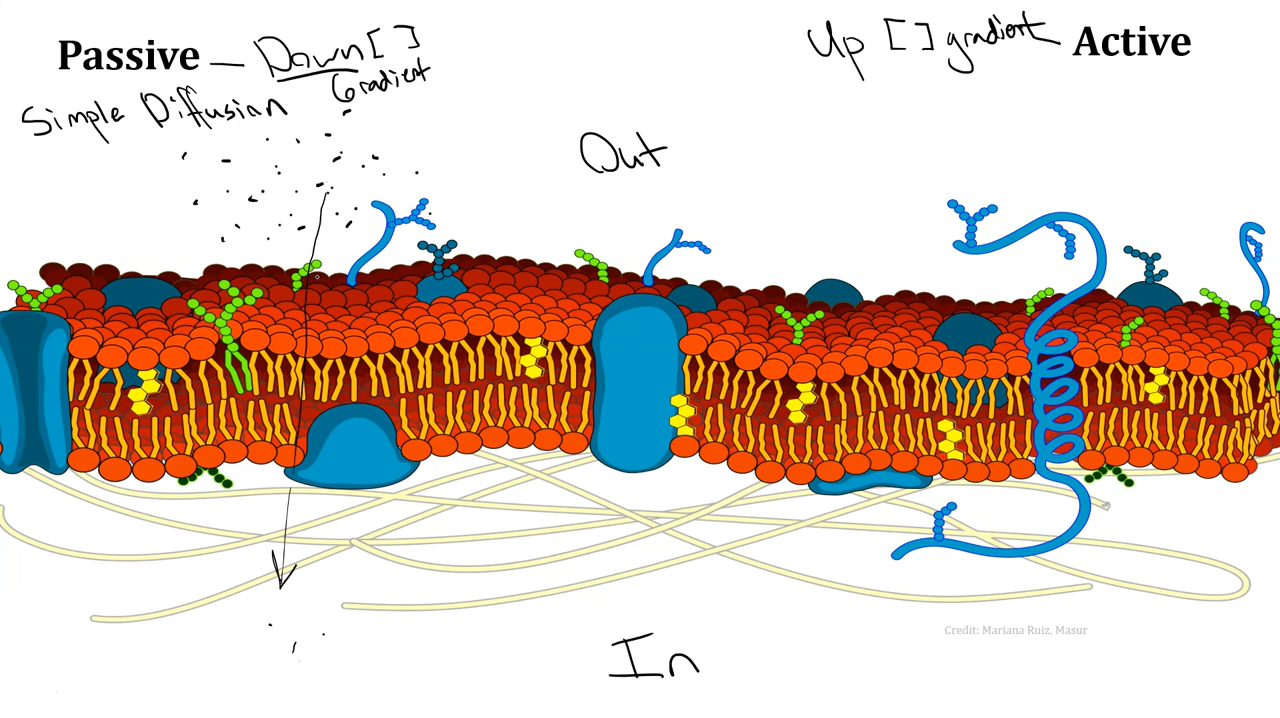 Passive — Down [ ]
Gradient
Simple Diffusion
Up [ ] gradient — Active
Out
In
Credit: Mariana Ruiz, Masur